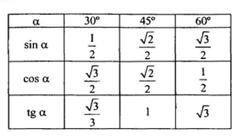 α 30° 45° 60°
sin α 1/2 √2/2 √3/2
cos α √3/2 √2/2 1/2
tg α √3/3 1 √3